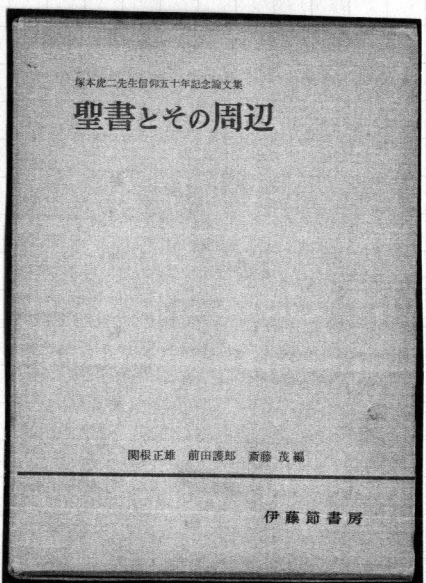 塚本虎二先生信仰五十年記念論文集
聖書とその周辺
関根正雄 前田護郎 斎藤 茂 編
伊藤節書房